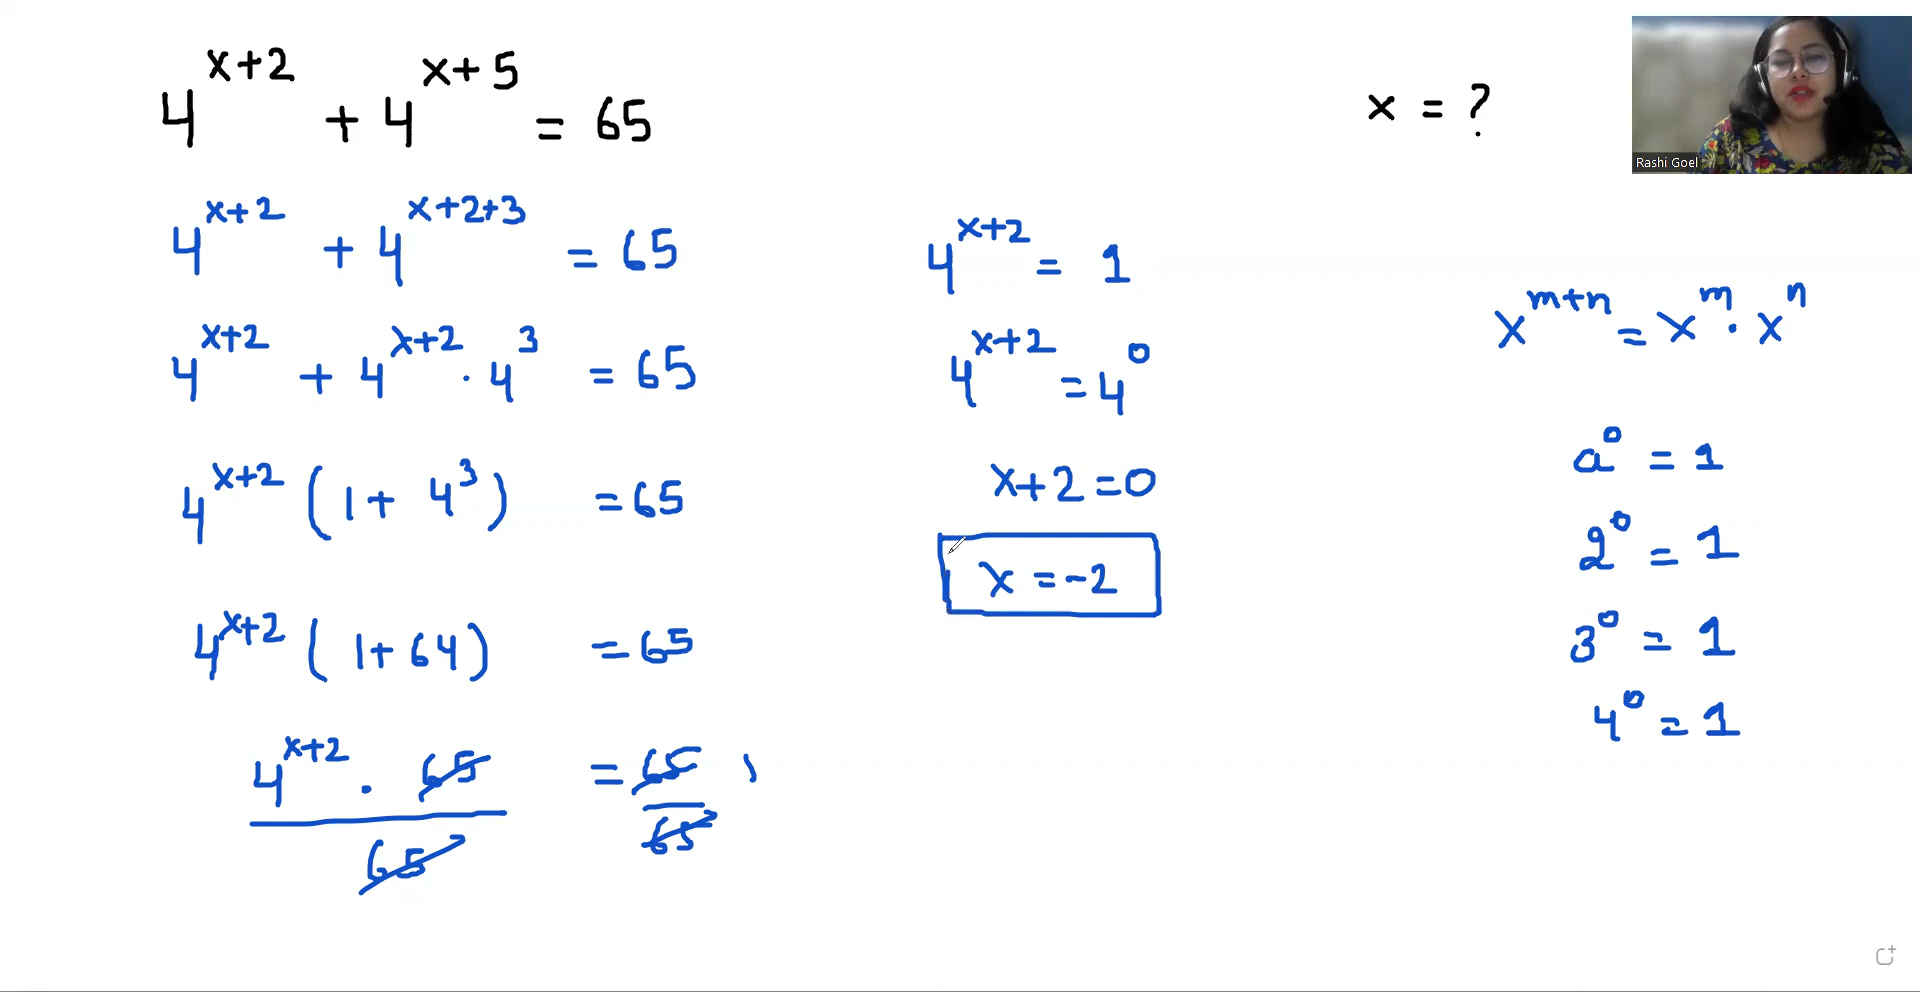 4^{x+2} + 4^{x+5} = 65
x = ?
Rashi Goel
4^{x+2} + 4^{x+2+3} = 65
4^{x+2} + 4^{x+2} · 4^3 = 65
4^{x+2} (1 + 4^3) = 65
4^{x+2} (1 + 64) = 65
4^{x+2} · 65 / 65 = 65 / 65
4^{x+2} = 1
4^{x+2} = 4^0
x+2 = 0
x = -2
x^{m+n} = x^m · x^n
a^0 = 1
2^0 = 1
3^0 = 1
4^0 = 1